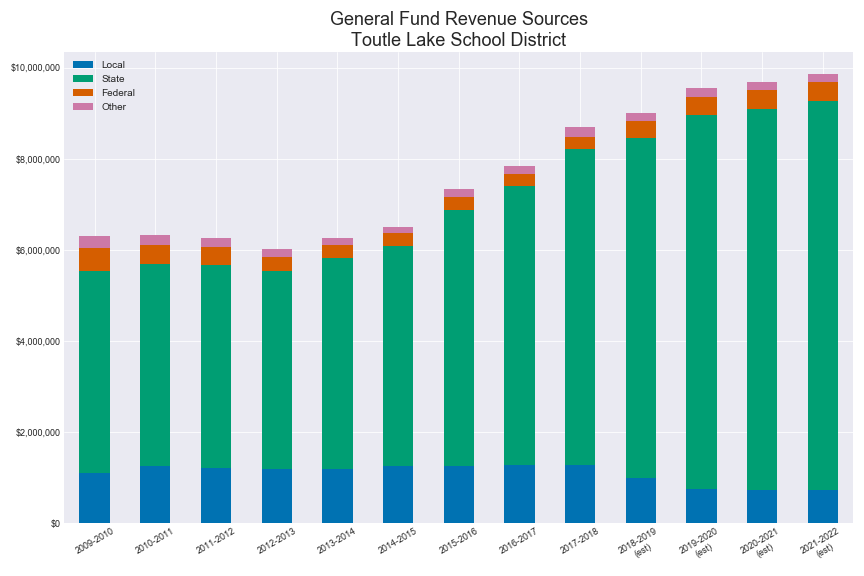 General Fund Revenue Sources
Toutle Lake School District
$10,000,000
$8,000,000
$6,000,000
$4,000,000
$2,000,000
$0
Local
State
Federal
Other
2009-2010
2010-2011
2011-2012
2012-2013
2013-2014
2014-2015
2015-2016
2016-2017
2017-2018
2018-2019
(est)
2019-2020
(est)
2020-2021
(est)
2021-2022
(est)